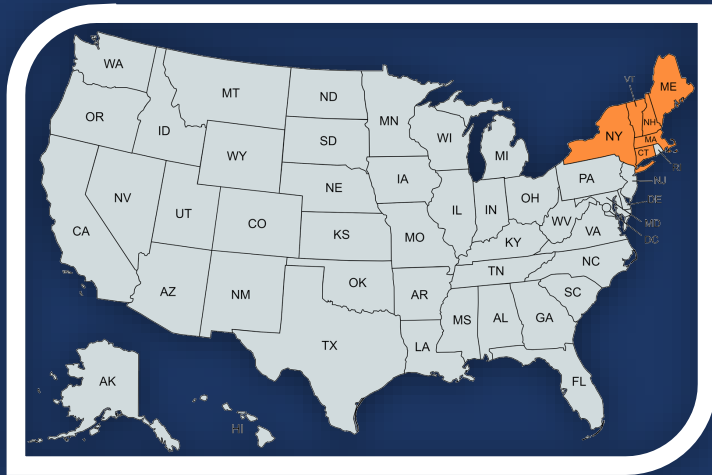 WA
MT
ND
MN
OR
ID
WY
SD
WI
MI
NY
VT
ME
NH
MA
CT
RI
NV
UT
CO
NE
IA
IL
IN
OH
PA
NJ
DE
MD
DC
CA
KS
MO
KY
WV
VA
AZ
NM
OK
AR
TN
NC
SC
TX
LA
MS
AL
GA
FL
AK
HI